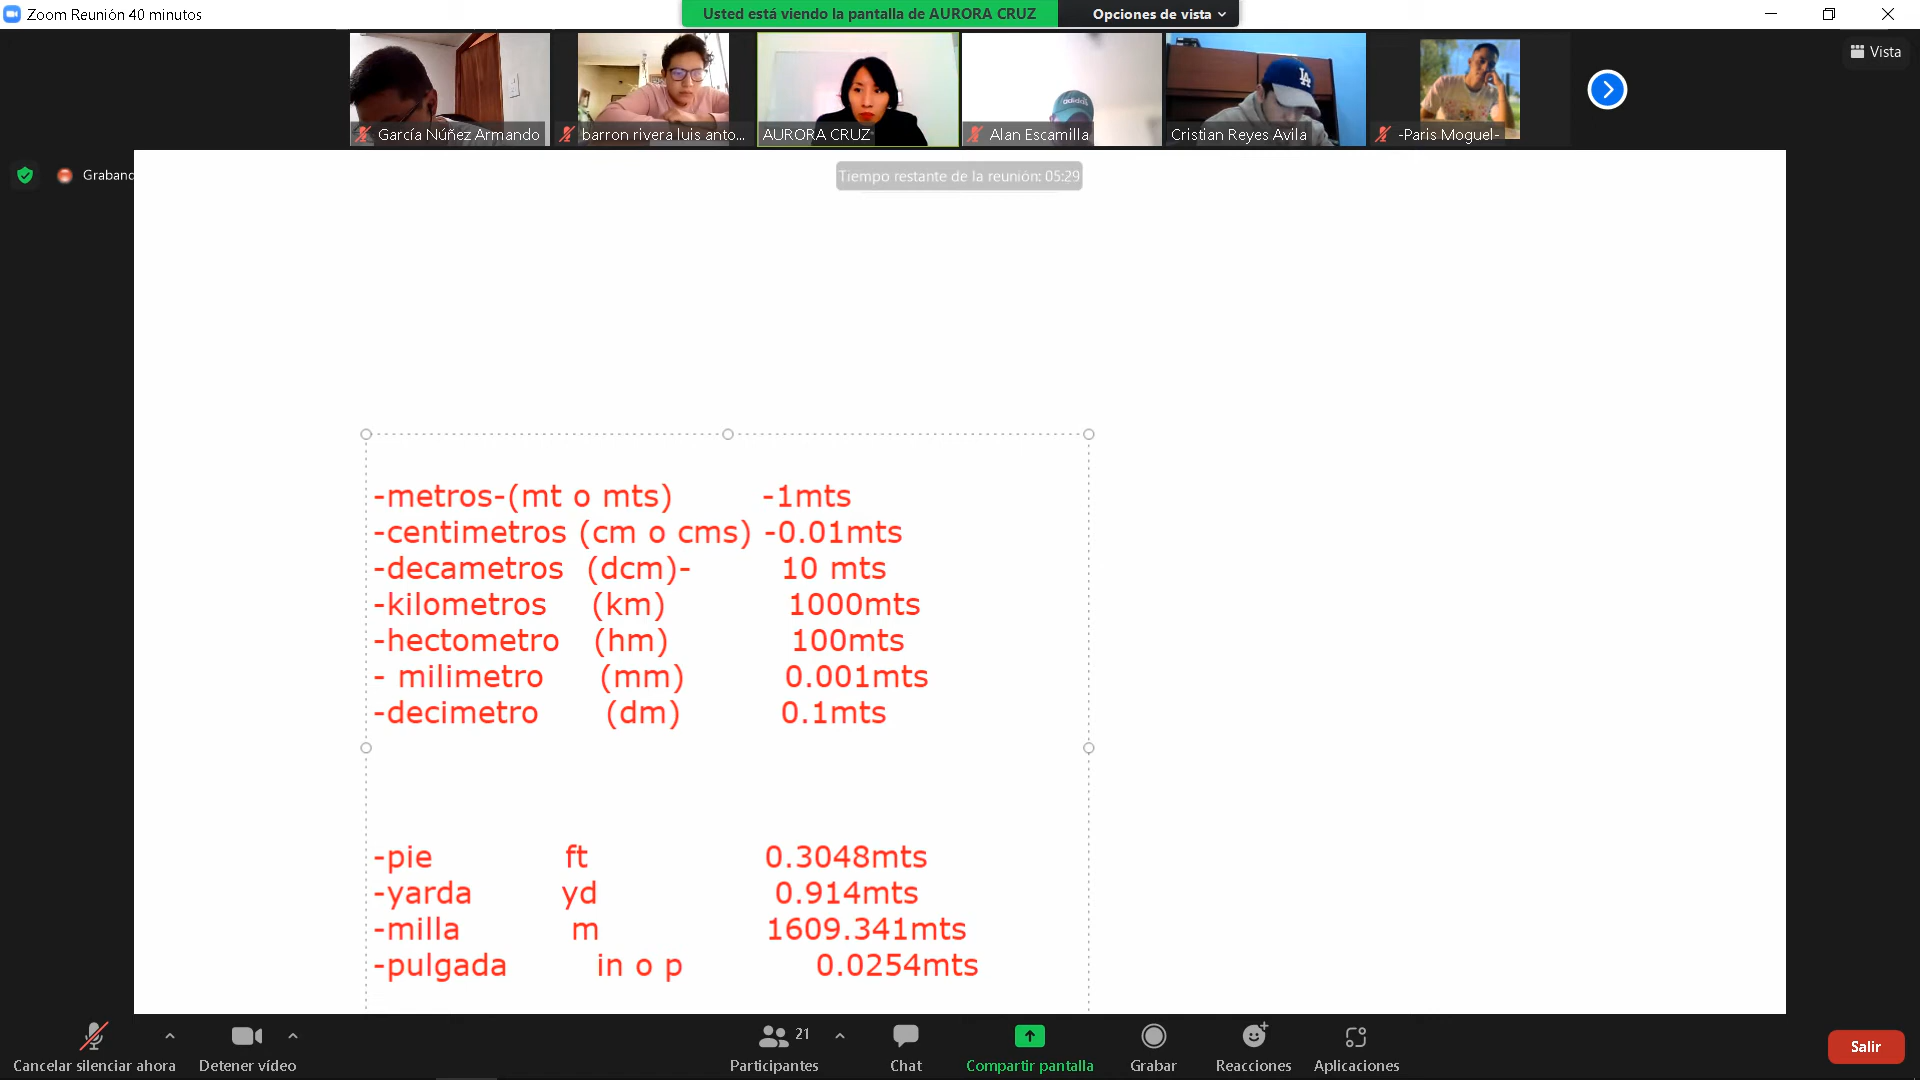 Zoom Reunión 40 minutos
Usted está viendo la pantalla de AURORA CRUZ
Opciones de vista
Vista
García Núñez Armando
barron rivera luis anto...
AURORA CRUZ
adidas
Alan Escamilla
LA
Cristian Reyes Avila
-Paris Moguel-
Graband
Tiempo restante de la reunión: 05:29
-metros-(mt o mts) -1mts
-centimetros (cm o cms) -0.01mts
-decametros (dcm)- 10 mts
-kilometros (km) 1000mts
-hectometro (hm) 100mts
- milimetro (mm) 0.001mts
-decimetro (dm) 0.1mts
-pie ft 0.3048mts
-yarda yd 0.914mts
-milla m 1609.341mts
-pulgada in o p 0.0254mts
Cancelar silenciar ahora
Detener vídeo
21
Participantes
Chat
Compartir pantalla
Grabar
Reacciones
Aplicaciones
Salir